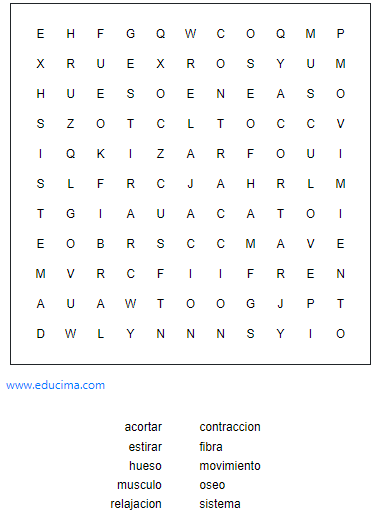 E H F G Q W C O Q M P
X R U E X R O S Y U M
H U E S O E N E A S O
S Z O T C L T O C C V
I Q K I Z A R F O U I
S L F R C J A H R L M
T G I A U A C A T O I
E O B R S C C M A V E
M V R C F I I F R E N
A U A W T O O G J P T
D W L Y N N N S Y I O
www.educima.com
acortar contraccion
estirar fibra
hueso movimiento
musculo oseo
relajacion sistema